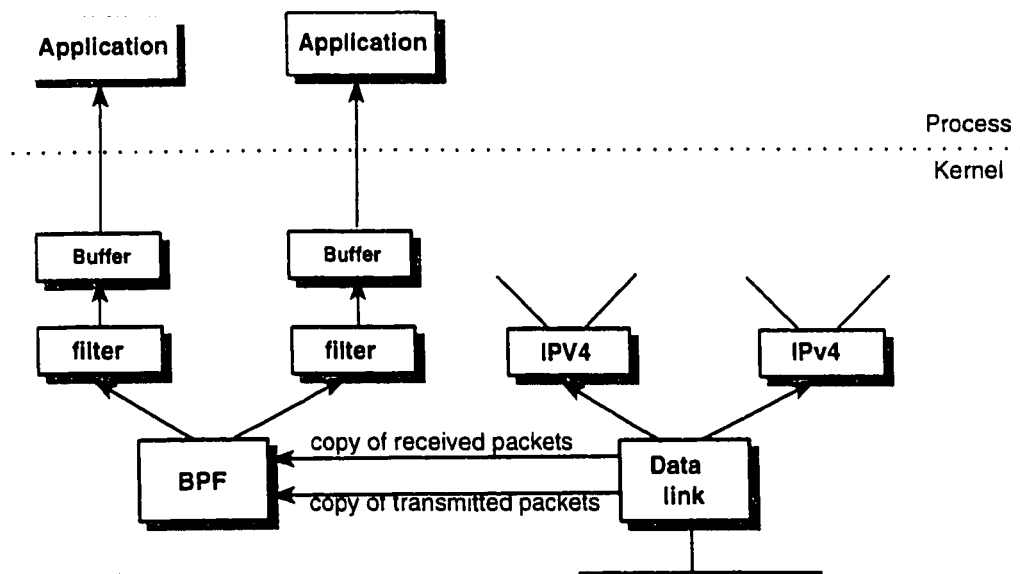 Application
Application
Process
Kernel
Buffer
Buffer
filter
filter
IPV4
IPv4
copy of received packets
BPF
Data
link
copy of transmitted packets